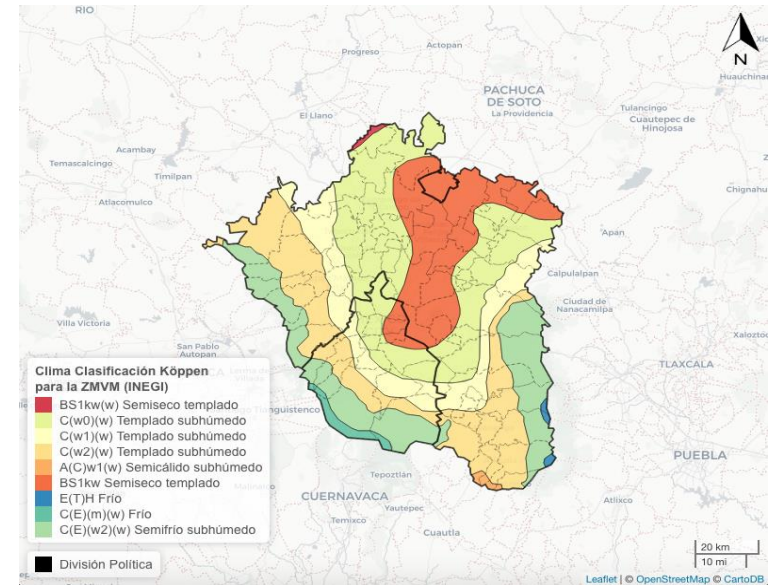 RIO
Progreso
Actopan
N
Huauchinan
PACHUCA
DE SOTO
La Providencia
Tulancingo
Cuautepec de
Hinojosa
El Llano
Acambay
Temascalcingo
Timilpan
Atlacomulco
Chignahu
Apan
Calpulalpan
Ciudad de
Nanacamilpa
Villa Victoria
San Pablo
Autopan
Xaloztoc
TLAXCALA
Clima Clasificación Köppen
para la ZMVM (INEGI)
BS1kw(w) Semiseco templado
C(w0)(w) Templado subhúmedo
C(w1)(w) Templado subhúmedo
C(w2)(w) Templado subhúmedo
A(C)w1(w) Semicálido subhúmedo
BS1kw Semiseco templado
E(T)H Frío
C(E)(m)(w) Frío
C(E)(w2)(w) Semifrío subhúmedo
Tianguistenco
PUEBLA
Tepoztlán
CUERNAVACA
Yautepec
Temixco
Cuautla
Atlixco
División Política
20 km
10 mi
Leaflet | © OpenStreetMap © CartoDB